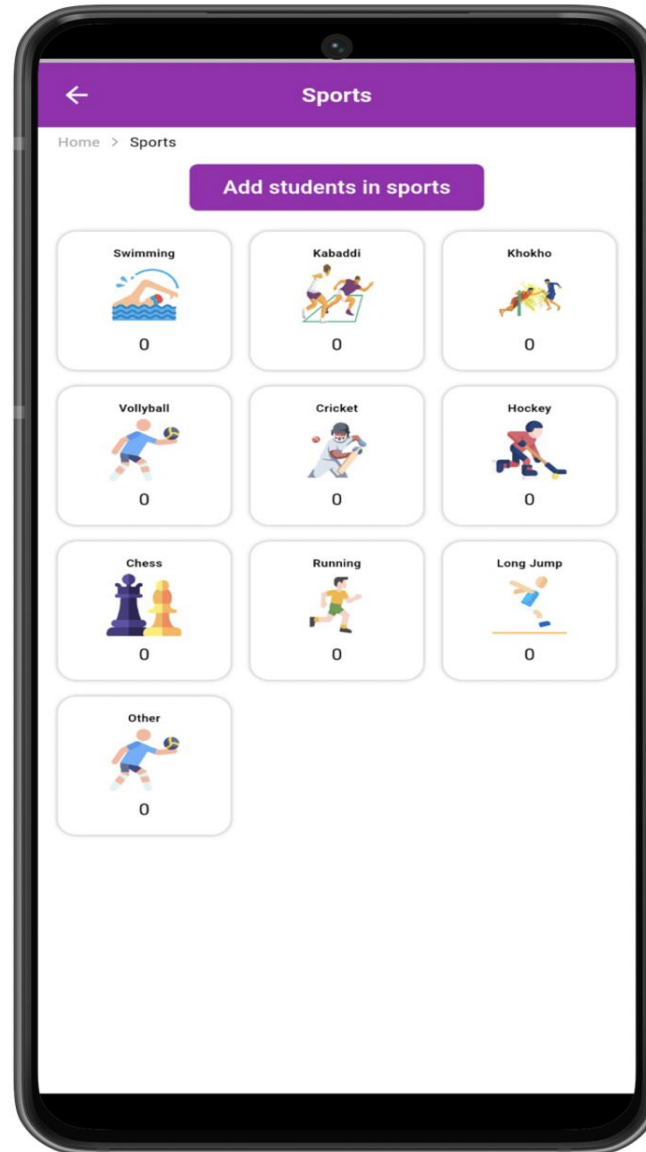 Sports
Home > Sports
Add students in sports
Swimming
0
Kabaddi
0
Khokho
0
Vollyball
0
Cricket
0
Hockey
0
Chess
0
Running
0
Long Jump
0
Other
0